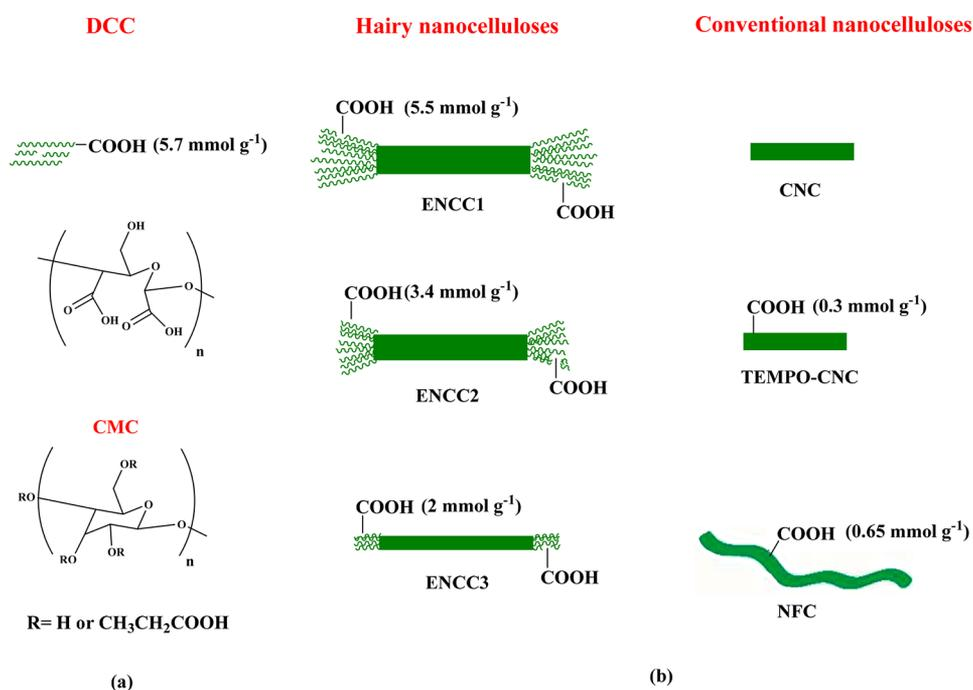 DCC
COOH (5.7 mmol g⁻¹)
OH
O
O
O
OH
O
OH
n
CMC
OR
RO
O
O
RO
OR
n
R= H or CH₃CH₂COOH
(a)
Hairy nanocelluloses
COOH (5.5 mmol g⁻¹)
ENCC1
COOH
COOH(3.4 mmol g⁻¹)
ENCC2
COOH
COOH (2 mmol g⁻¹)
ENCC3
COOH
Conventional nanocelluloses
CNC
COOH (0.3 mmol g⁻¹)
TEMPO-CNC
COOH (0.65 mmol g⁻¹)
NFC
(b)